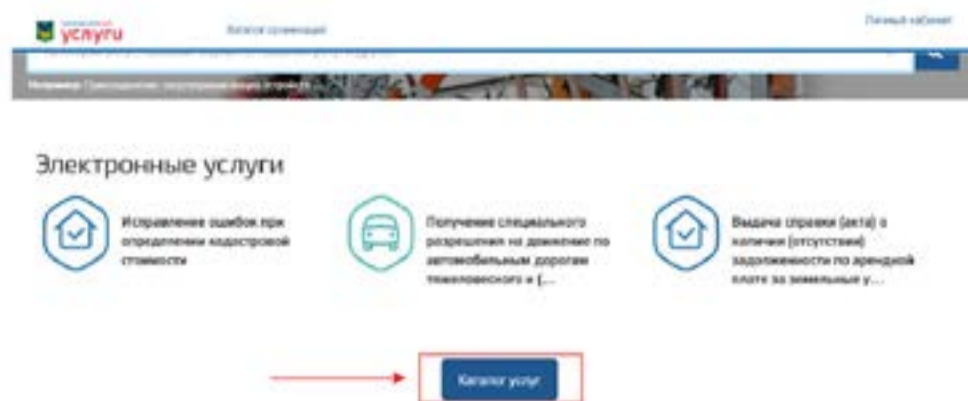 услуги
Каталог организаций
Личный кабинет
Например:
Электронные услуги
Исправление ошибок при
определении кадастровой
стоимости
Получение специального
разрешения на движение по
автомобильным дорогам
тяжеловесного и (...
Выдача справки (акта) о
наличии (отсутствии)
задолженности по арендной
плате за земельные у...
Каталог услуг